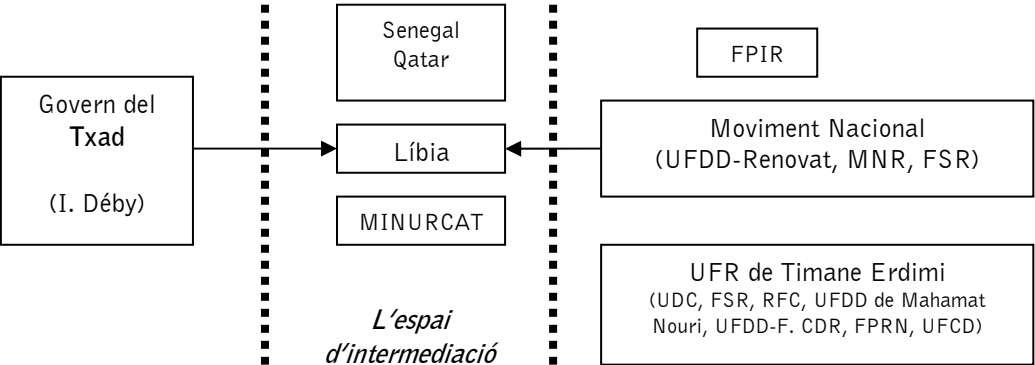 Govern del
Txad
(I. Déby)
Senegal
Qatar
Líbia
MINURCAT
L'espai
d'intermediació
FPIR
Moviment Nacional
(UFDD-Renovat, MNR, FSR)
UFR de Timane Erdimi
(UDC, FSR, RFC, UFDD de Mahamat
Nouri, UFDD-F. CDR, FPRN, UFCD)